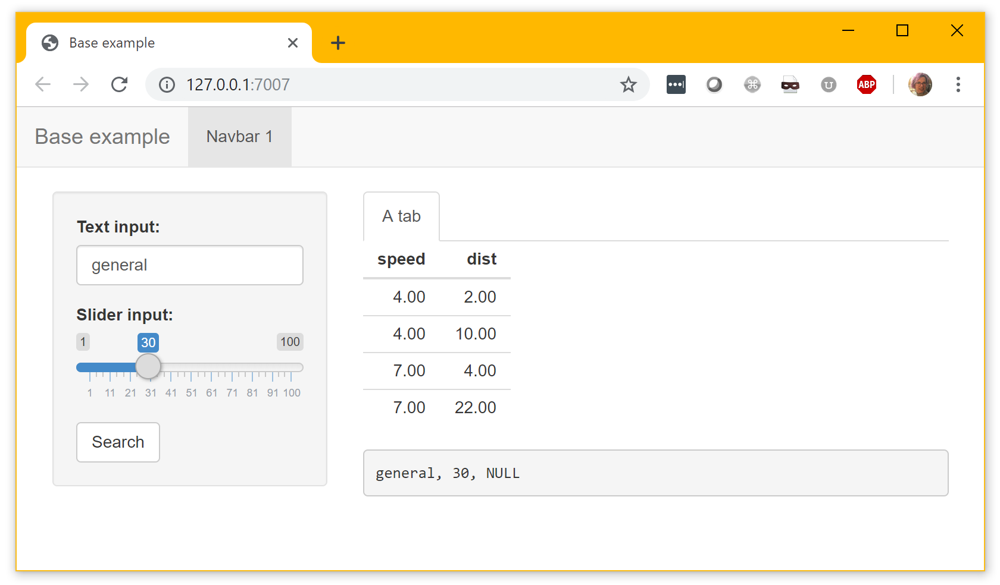 Base example
127.0.0.1:7007
ABP
Base example
Navbar 1
Text input:
general
Slider input:
1
30
100
1 11 21 31 41 51 61 71 81 91 100
Search
A tab
speed dist
4.00 2.00
4.00 10.00
7.00 4.00
7.00 22.00
general, 30, NULL